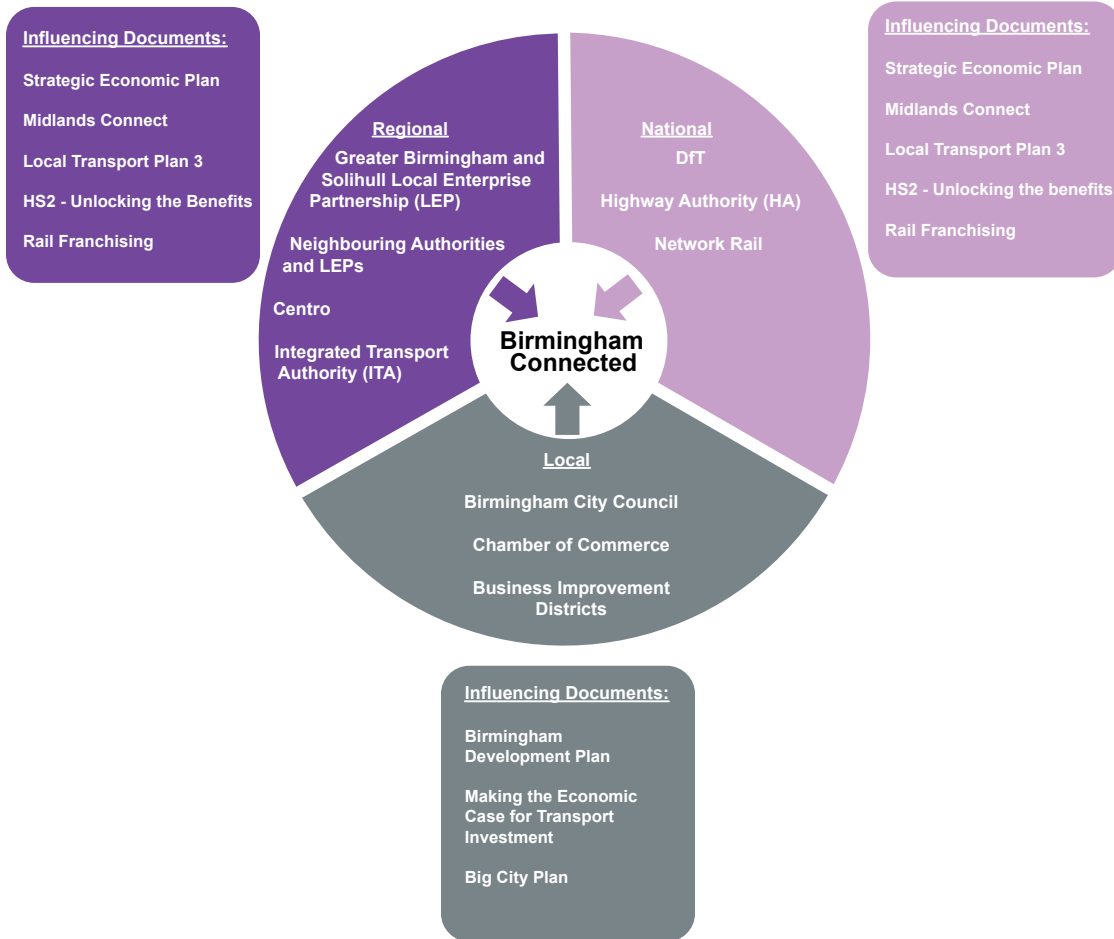 Influencing Documents:
Strategic Economic Plan
Midlands Connect
Local Transport Plan 3
HS2 - Unlocking the Benefits
Rail Franchising
Regional
Greater Birmingham and
Solihull Local Enterprise
Partnership (LEP)
Neighbouring Authorities
and LEPs
Centro
Integrated Transport
Authority (ITA)
National
DfT
Highway Authority (HA)
Network Rail
Influencing Documents:
Strategic Economic Plan
Midlands Connect
Local Transport Plan 3
HS2 - Unlocking the benefits
Rail Franchising
Birmingham
Connected
Local
Birmingham City Council
Chamber of Commerce
Business Improvement
Districts
Influencing Documents:
Birmingham
Development Plan
Making the Economic
Case for Transport
Investment
Big City Plan